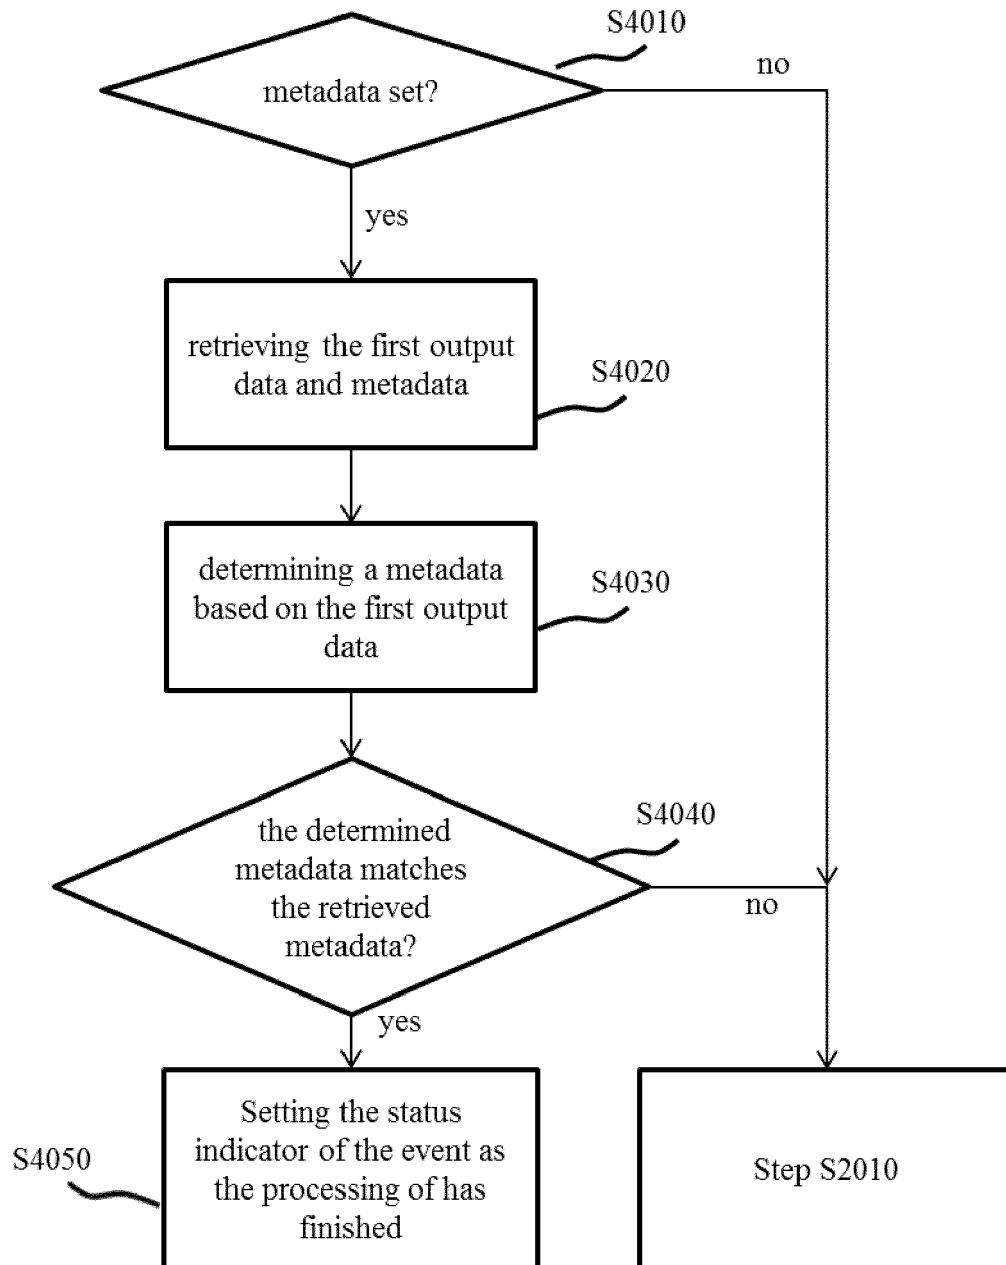 S4010
no
metadata set?
yes
retrieving the first output
data and metadata
S4020
determining a metadata
based on the first output
data
S4030
the determined
metadata matches
the retrieved
metadata?
S4040
no
yes
Setting the status
indicator of the event as
the processing of has
finished
S4050
Step S2010